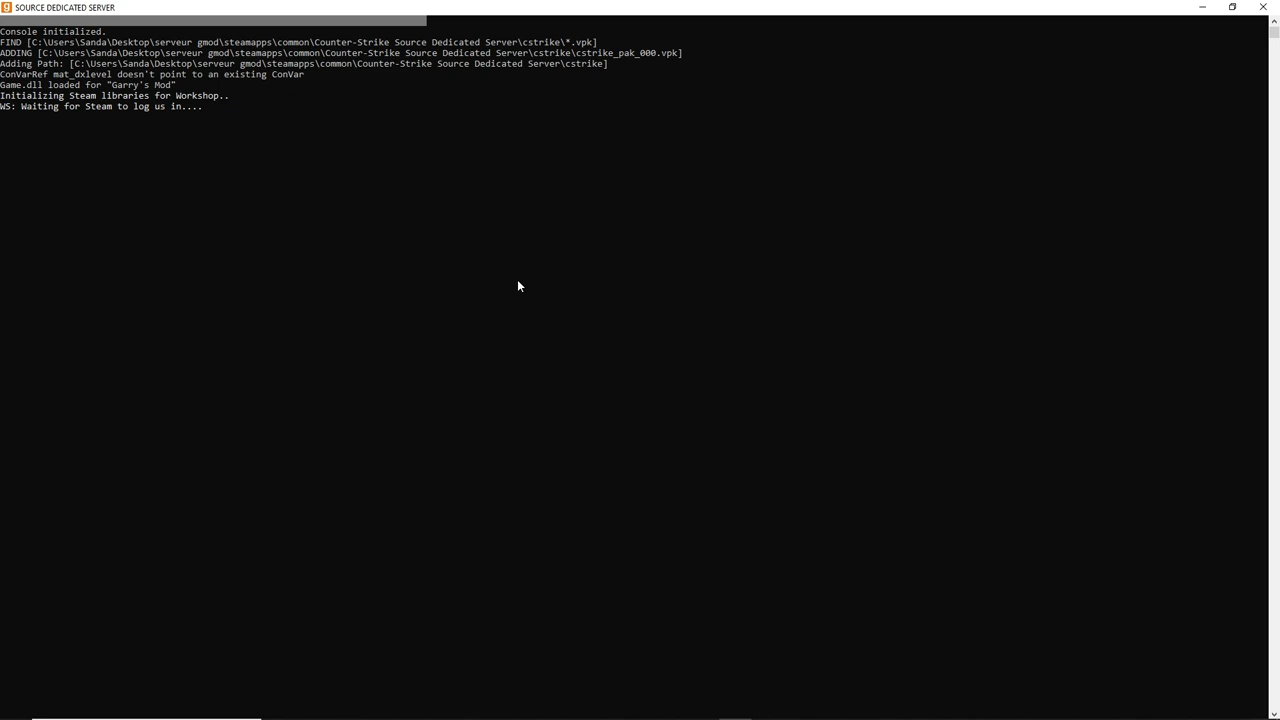 SOURCE DEDICATED SERVER
Console initialized.
FIND [C:\Users\Sanda\Desktop\serveur gmod\steamapps\common\Counter-Strike Source Dedicated Server\cstrike\*.vpk]
ADDING [C:\Users\Sanda\Desktop\serveur gmod\steamapps\common\Counter-Strike Source Dedicated Server\cstrike\cstrike_pak_000.vpk]
Adding Path: [C:\Users\Sanda\Desktop\serveur gmod\steamapps\common\Counter-Strike Source Dedicated Server\cstrike]
ConVarRef mat_dxlevel doesn't point to an existing ConVar
Game.dll loaded for "Garry's Mod"
Initializing Steam libraries for Workshop..
WS: Waiting for Steam to log us in....